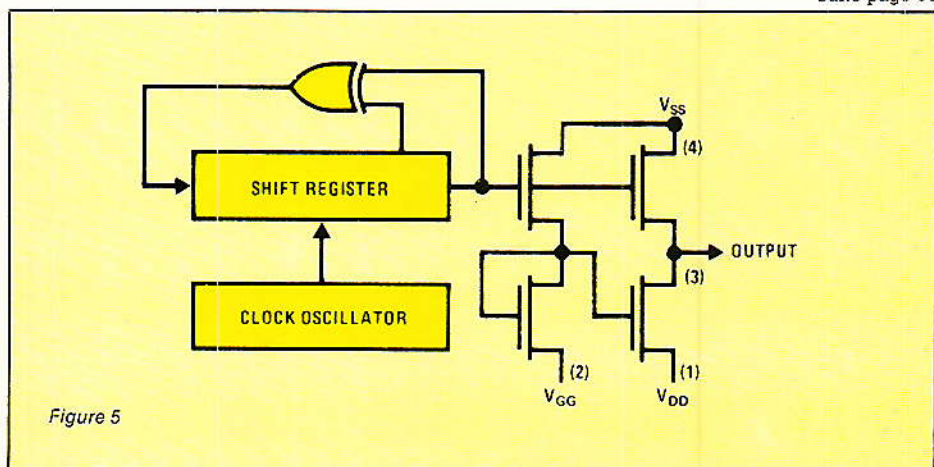 V_SS
(4)
SHIFT REGISTER
OUTPUT
(3)
CLOCK OSCILLATOR
(2)
V_GG
(1)
V_DD
Figure 5